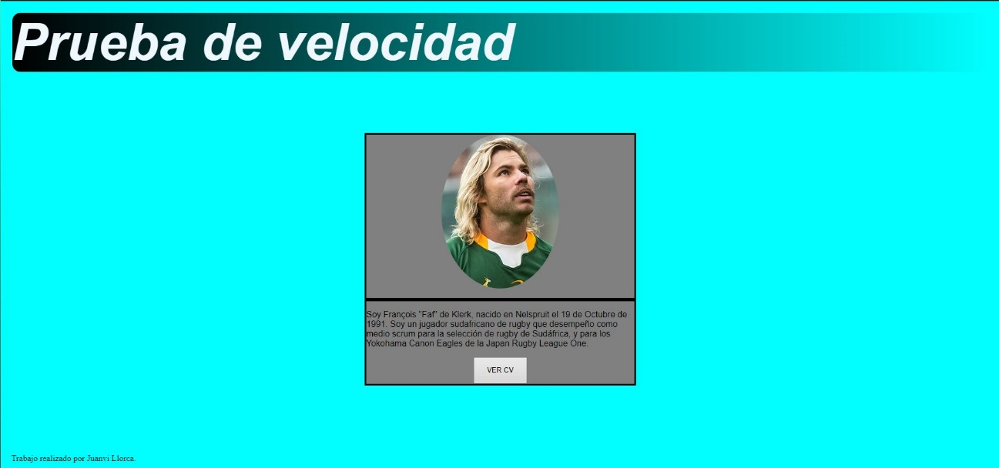 Prueba de velocidad
Soy François "Faf" de Klerk, nacido en Nelspruit el 19 de Octubre de
1991. Soy un jugador sudafricano de rugby que desempeño como
medio scrum para la selección de rugby de Sudáfrica, y para los
Yokohama Canon Eagles de la Japan Rugby League One.
VER CV
Trabajo realizado por Juanvi Llorca.